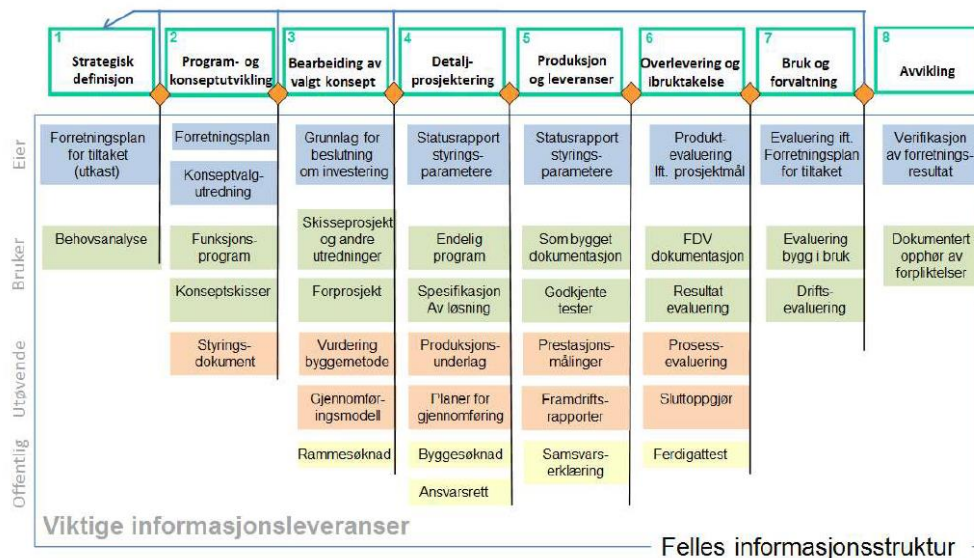 1
Strategisk
definisjon
2
Program- og
konseptutvikling
3
Bearbeiding av
valgt konsept
4
Detalj-
prosjektering
5
Produksjon
og leveranser
6
Overlevering og
ibruktakelse
7
Bruk og
forvaltning
8
Avvikling
Eier
Forretningsplan
for tiltaket
(utkast)
Forretningsplan
Konseptvalg-
utredning
Grunnlag for
beslutning
om investering
Statusrapport
styrings-
parametere
Statusrapport
styrings-
parametere
Produkt-
evaluering
Ift. prosjektmål
Evaluering ift.
Forretningsplan
for tiltaket
Verifikasjon
av forretnings-
resultat
Bruker
Behovsanalyse
Funksjons-
program
Konseptskisser
Skisseprosjekt
og andre
utredninger
Forprosjekt
Endelig
program
Spesifikasjon
Av løsning
Som bygget
dokumentasjon
Godkjente
tester
FDV
dokumentasjon
Resultat
evaluering
Evaluering
bygg i bruk
Drifts-
evaluering
Dokumentert
opphør av
forpliktelser
Utøvende
Styrings-
dokument
Vurdering
byggemetode
Gjennomfør-
ingsmodell
Produksjons-
underlag
Planer for
gjennomføring
Prestasjons-
målinger
Framdrifts-
rapporter
Prosess-
evaluering
Sluttoppgjør
Offentlig
Rammesøknad
Byggesøknad
Ansvarsrett
Samsvars-
erklæring
Ferdigattest
Viktige informasjonsleveranser
Felles informasjonsstruktur